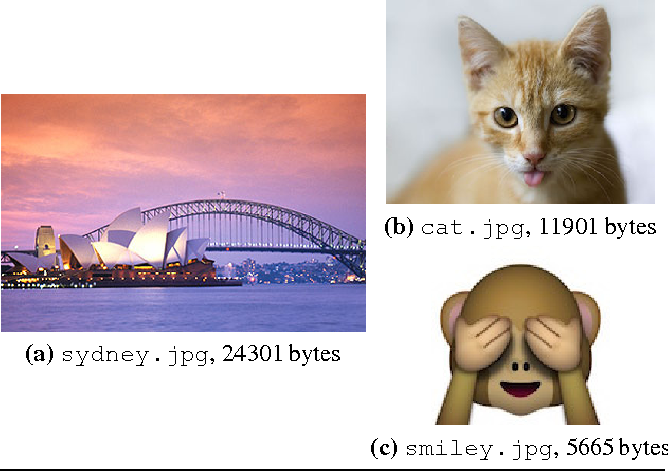 (a) sydney.jpg, 24301 bytes
(b) cat.jpg, 11901 bytes
(c) smiley.jpg, 5665 bytes